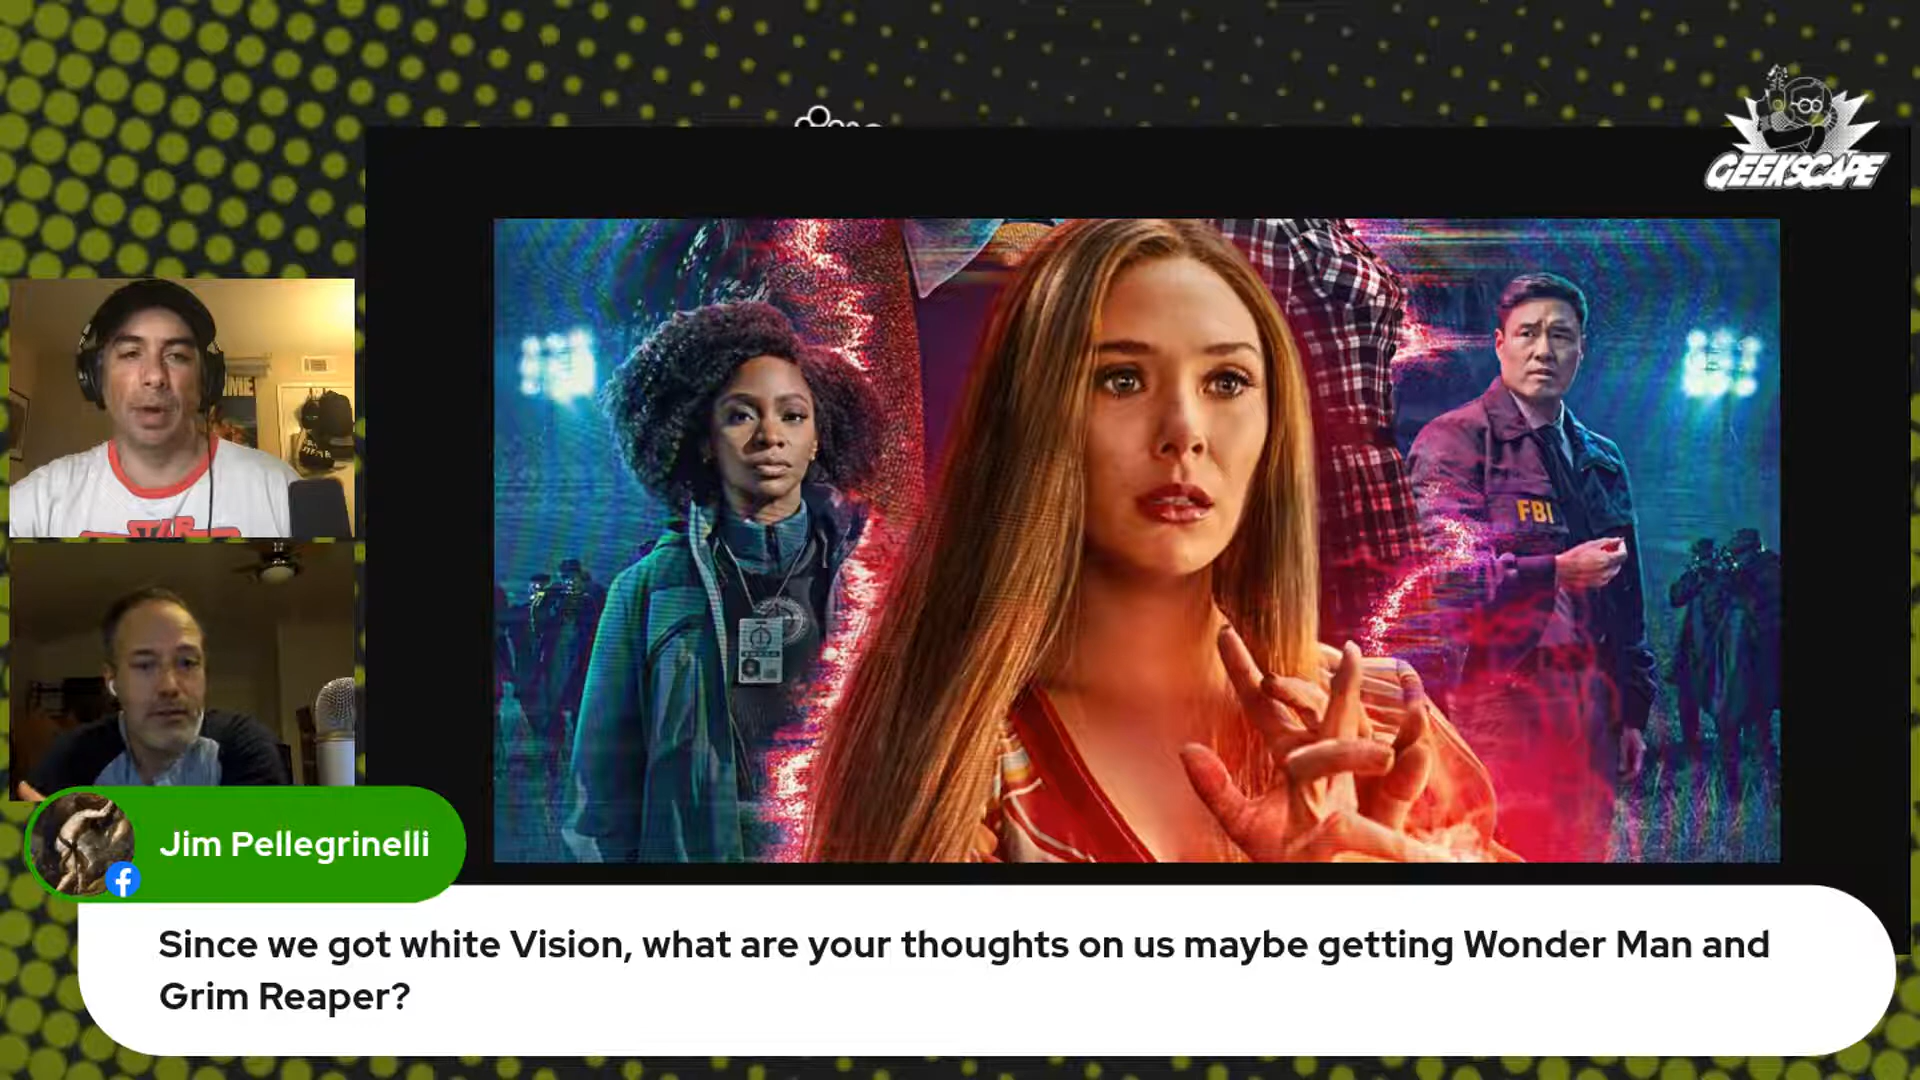 GEEKSCAPE
STAR
FBI
Jim Pellegrinelli
Since we got white Vision, what are your thoughts on us maybe getting Wonder Man and
Grim Reaper?